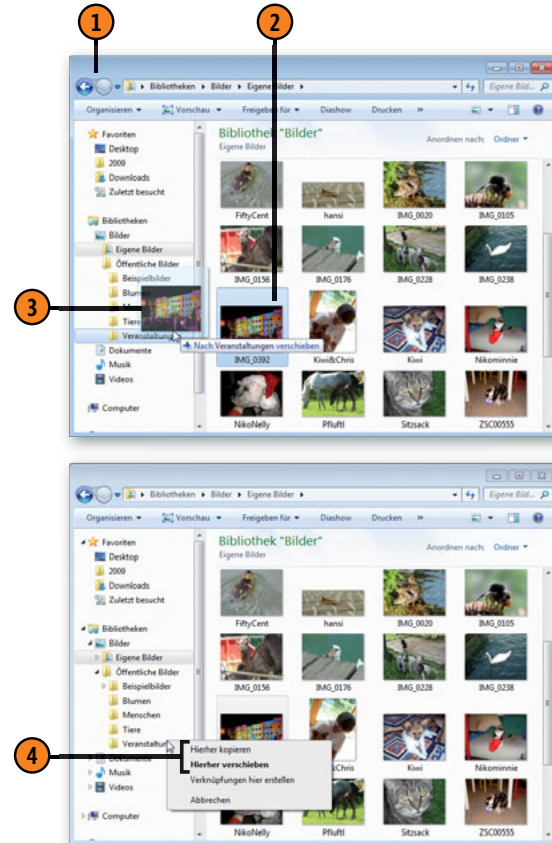 1
2
Bibliotheken ▸ Bilder ▸ Eigene Bilder ▸
Eigene Bild...
Organisieren
Vorschau
Freigeben für
Diashow
Drucken
»
Favoriten
Desktop
2009
Downloads
Zuletzt besucht
Bibliotheken
Bilder
Eigene Bilder
Öffentliche Bilder
Beispielbilder
Tiere
Veranstaltung
Dokumente
Musik
Videos
Computer
Bibliothek "Bilder"
Eigene Bilder
Anordnen nach: Ordner
FiftyCent
hansi
IMG_0020
IMG_0105
IMG_0156
IMG_0176
IMG_0228
IMG_0238
3
Nach Veranstaltungen verschieben
IMG_0392
Kiwi&Chris
Kiwi
Nikominnie
NikoNelly
Pfluftl
Sitzsack
ZSC00555
Bibliotheken ▸ Bilder ▸ Eigene Bilder ▸
Eigene Bild...
Organisieren
Vorschau
Freigeben für
Diashow
Drucken
»
Favoriten
Desktop
2009
Downloads
Zuletzt besucht
Bibliotheken
Bilder
Eigene Bilder
Öffentliche Bilder
Beispielbilder
Blumen
Menschen
Tiere
Veranstaltun
Dokumente
Musik
Videos
Computer
Bibliothek "Bilder"
Eigene Bilder
Anordnen nach: Ordner
FiftyCent
hansi
IMG_0020
IMG_0105
IMG_0156
IMG_0176
IMG_0228
IMG_0238
4
Hierher kopieren
Hierher verschieben
Verknüpfungen hier erstellen
Abbrechen
&Chris
Kiwi
Nikominnie
NikoNelly
Pfluftl
Sitzsack
ZSC00555